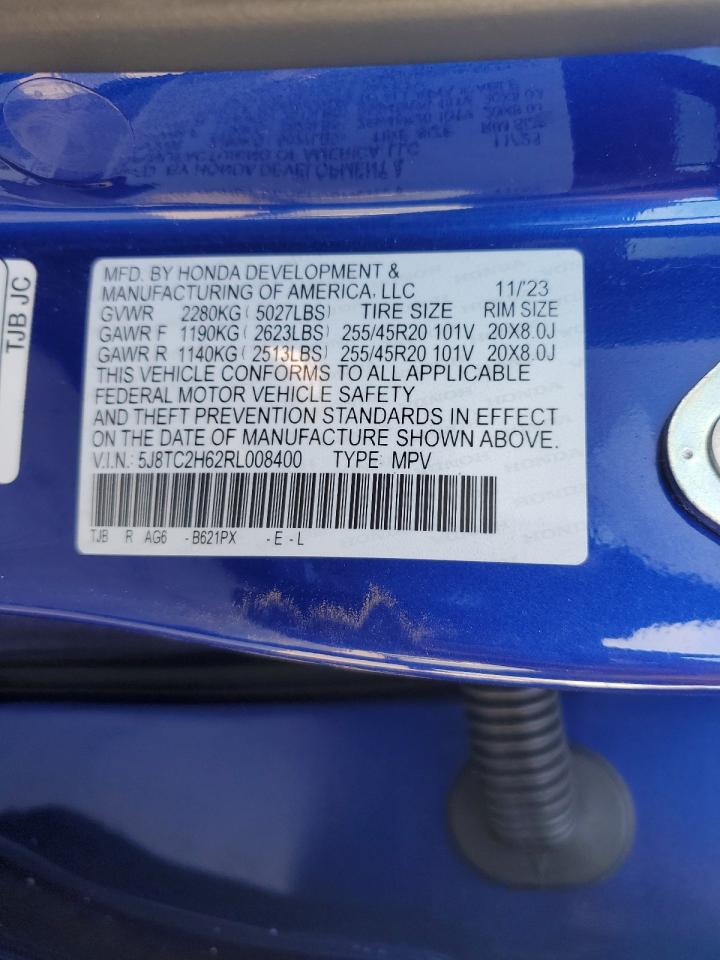 MFD. BY HONDA DEVELOPMENT &
MANUFACTURING OF AMERICA, LLC 11/'23
GVWR 2280KG ( 5027LBS) TIRE SIZE RIM SIZE
GAWR F 1190KG ( 2623LBS) 255/45R20 101V 20X8.0J
GAWR R 1140KG ( 2513LBS) 255/45R20 101V 20X8.0J
THIS VEHICLE CONFORMS TO ALL APPLICABLE
FEDERAL MOTOR VEHICLE SAFETY
AND THEFT PREVENTION STANDARDS IN EFFECT
ON THE DATE OF MANUFACTURE SHOWN ABOVE.
V.I.N.: 5J8TC2H62RL008400 TYPE: MPV
TJB R AG6 -B621PX -E-L
TJB JC